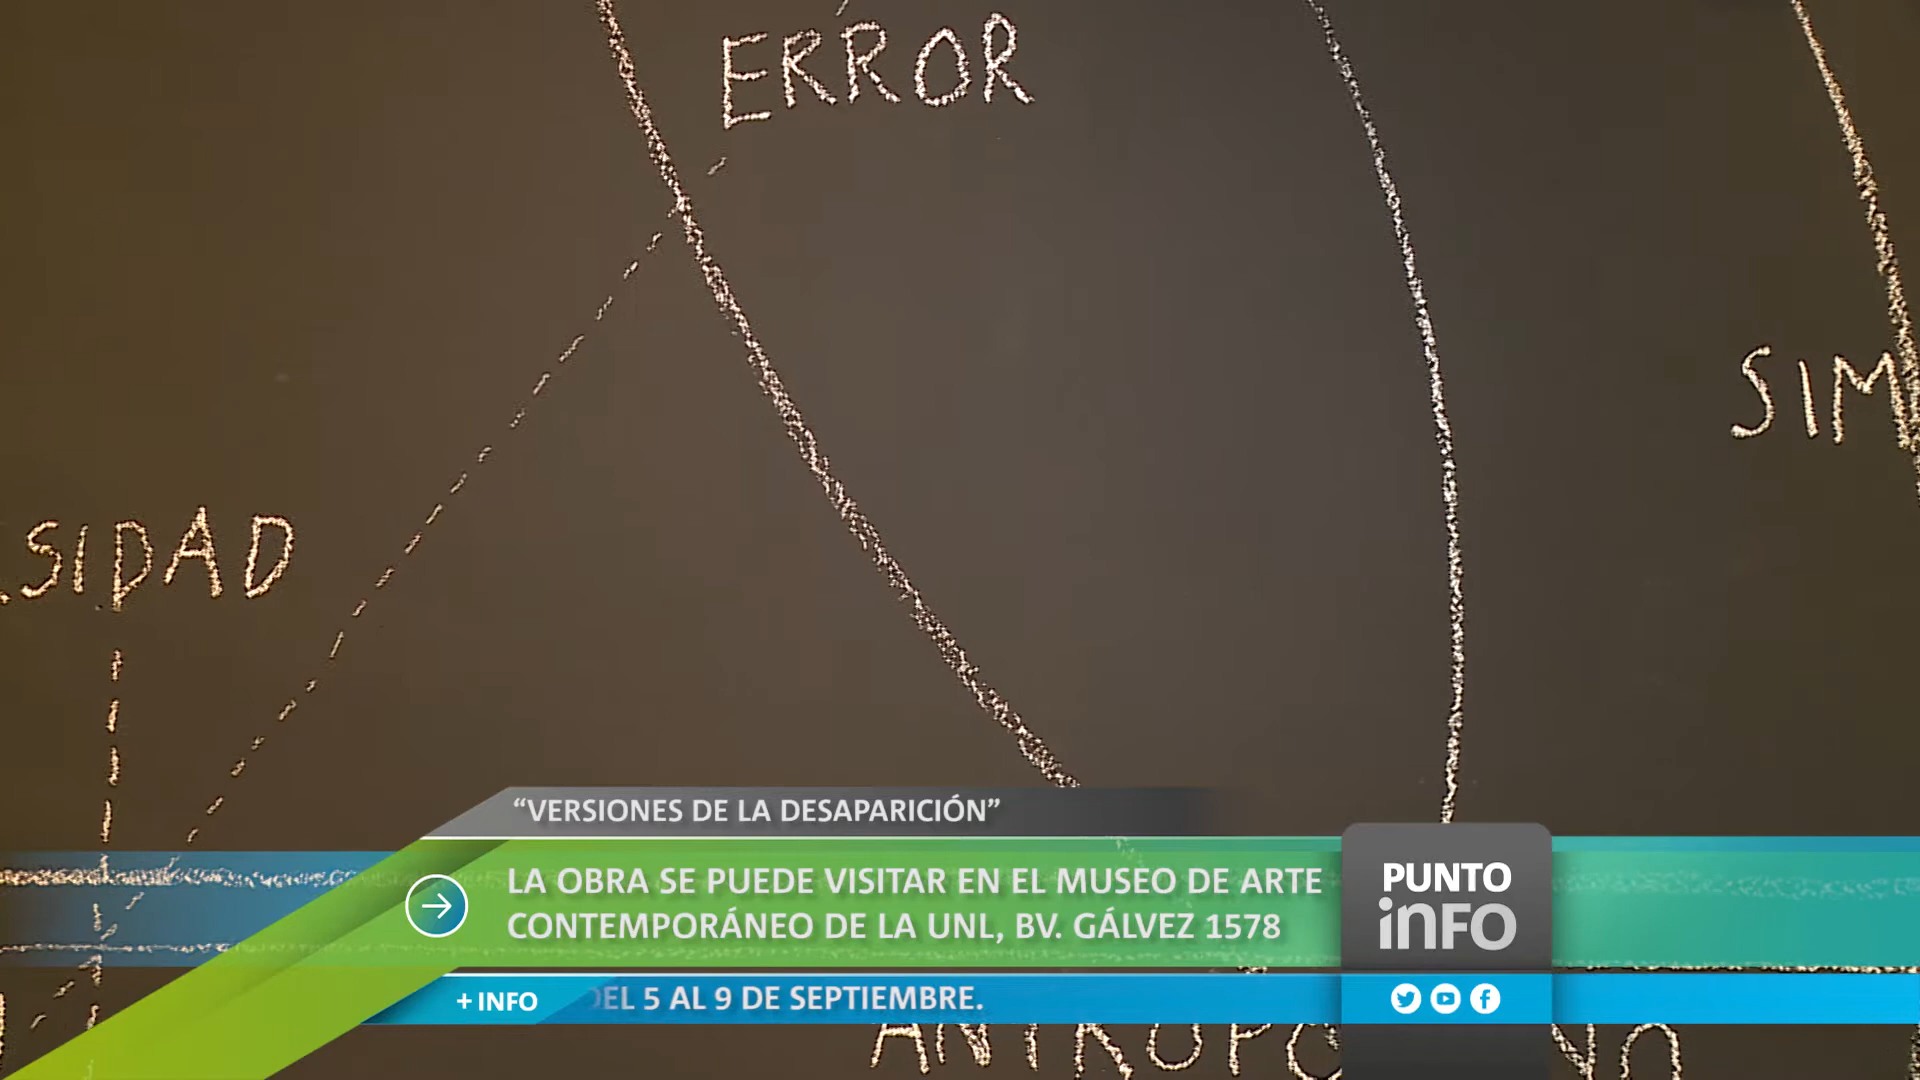 ERROR
SIM
SIDAD
“VERSIONES DE LA DESAPARICIÓN”
LA OBRA SE PUEDE VISITAR EN EL MUSEO DE ARTE
CONTEMPORÁNEO DE LA UNL, BV. GÁLVEZ 1578
PUNTO
inFO
+ INFO
DEL 5 AL 9 DE SEPTIEMBRE.